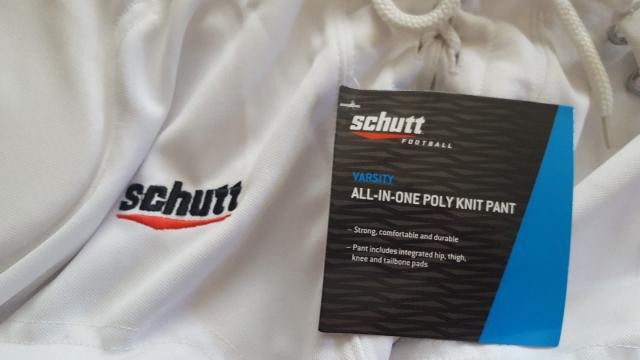 schutt
schutt
FOOTBALL
VARSITY
ALL-IN-ONE POLY KNIT PANT
– Strong, comfortable and durable
– Pant includes integrated hip, thigh,
knee and tailbone pads